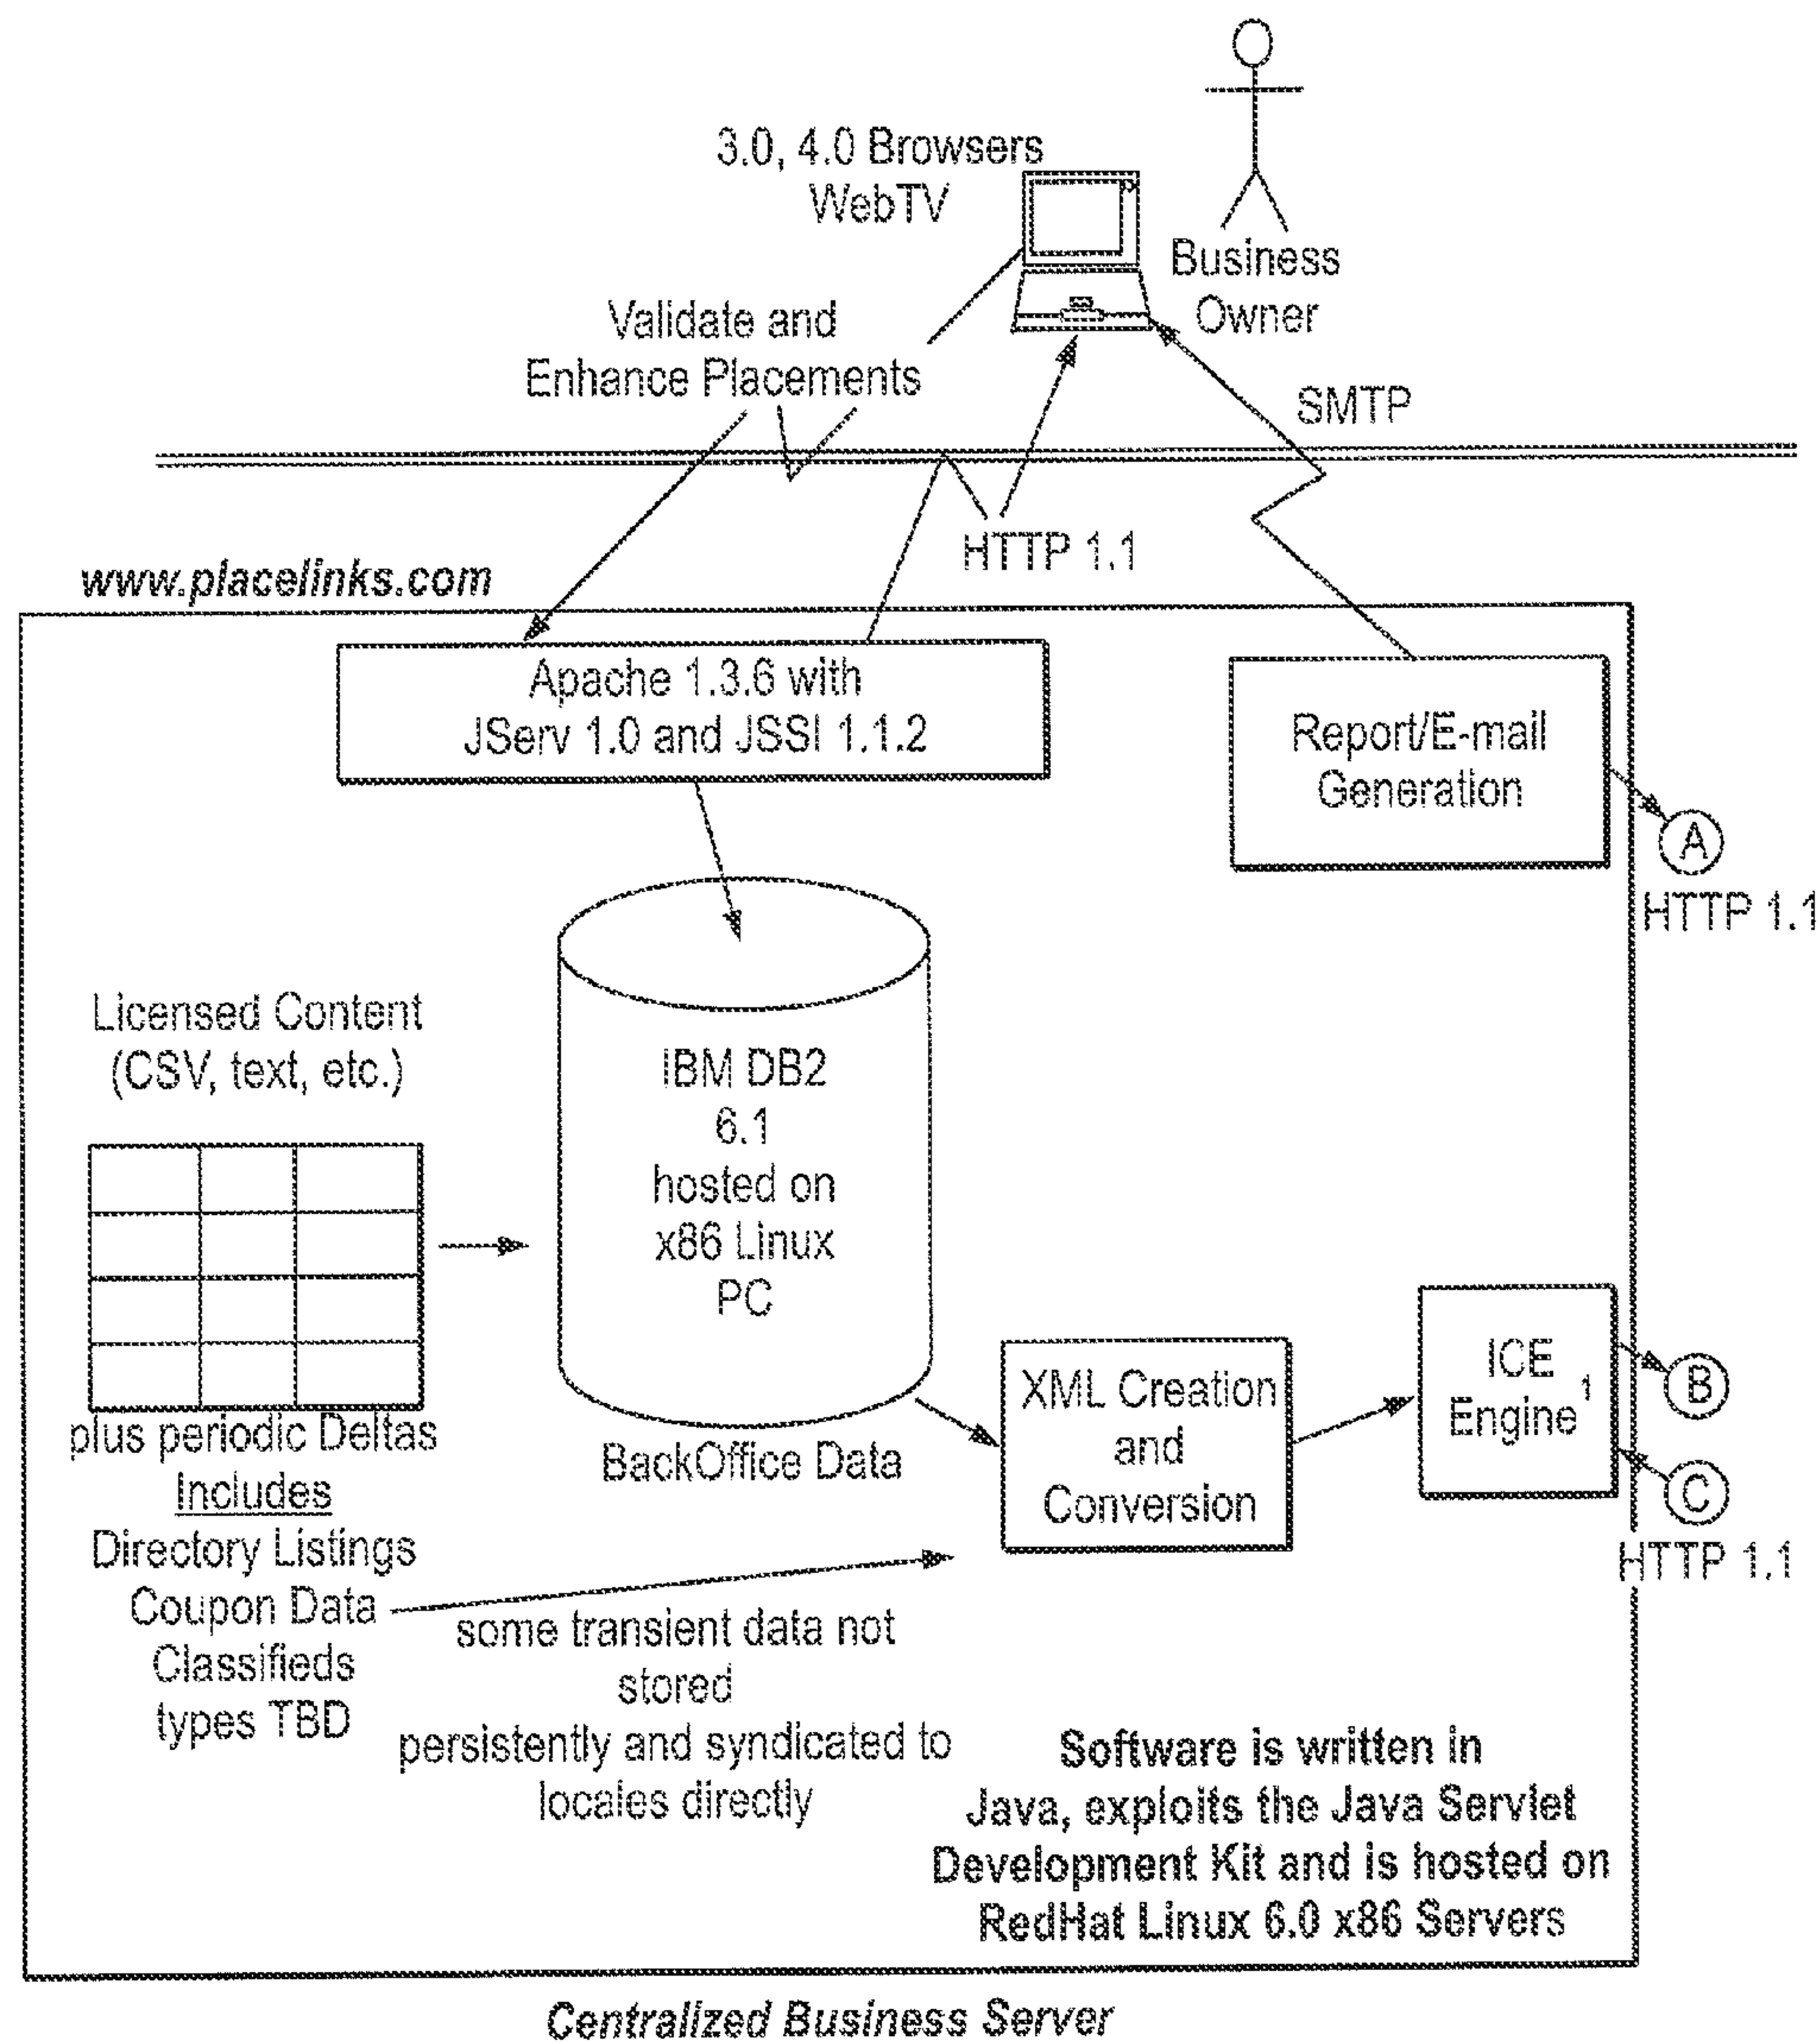 3.0, 4.0 Browsers
WebTV
Business
Owner
Validate and
Enhance Placements
SMTP
HTTP 1.1
www.placelinks.com
Apache 1.3.6 with
JServ 1.0 and JSSI 1.1.2
Report/E-mail
Generation
A
HTTP 1.1
Licensed Content
(CSV, text, etc.)
IBM DB2
6.1
hosted on
x86 Linux
PC
plus periodic Deltas
Includes
Directory Listings
Coupon Data
Classifieds
types TBD
BackOffice Data
XML Creation
and
Conversion
ICE
Engine 1
B
C
HTTP 1.1
some transient data not
stored
persistently and syndicated to
locales directly
Software is written in
Java, exploits the Java Servlet
Development Kit and is hosted on
RedHat Linux 6.0 x86 Servers
Centralized Business Server